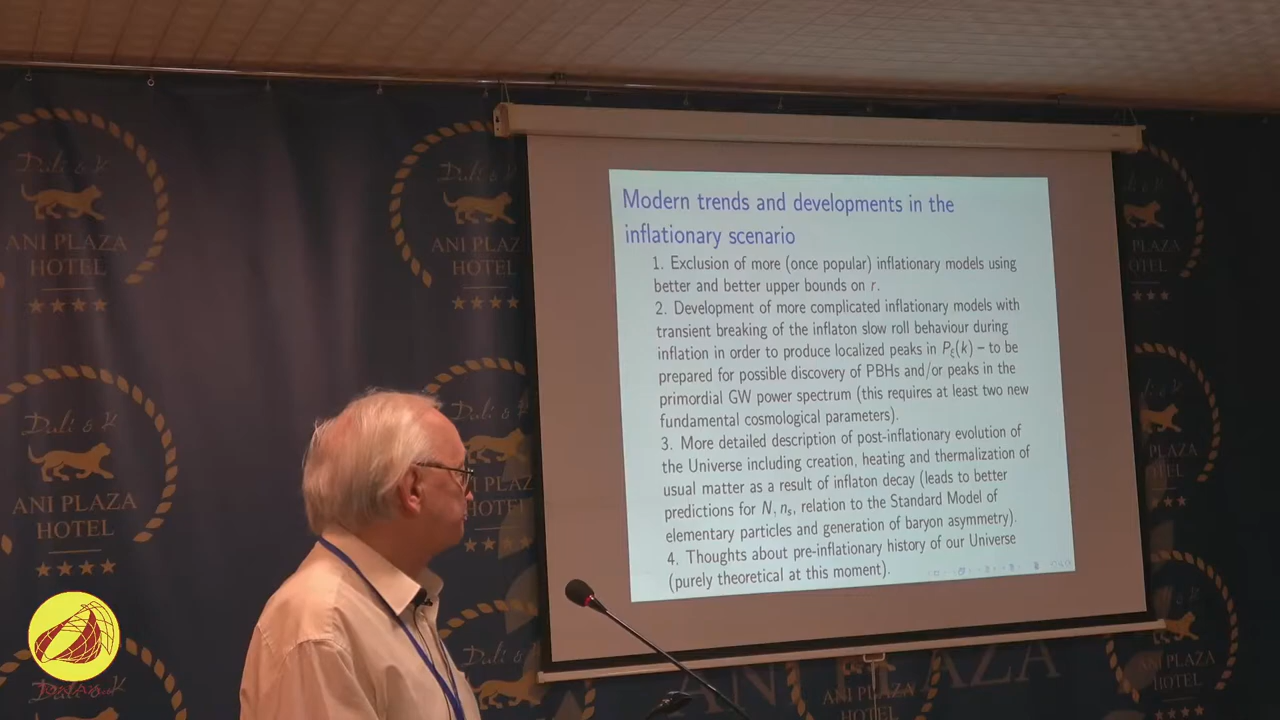 Modern trends and developments in the
inflationary scenario
1. Exclusion of more (once popular) inflationary models using
better and better upper bounds on r.
2. Development of more complicated inflationary models with
transient breaking of the inflaton slow roll behaviour during
inflation in order to produce localized peaks in P_ξ(k) – to be
prepared for possible discovery of PBHs and/or peaks in the
primordial GW power spectrum (this requires at least two new
fundamental cosmological parameters).
3. More detailed description of post-inflationary evolution of
the Universe including creation, heating and thermalization of
usual matter as a result of inflaton decay (leads to better
predictions for N, n_s, relation to the Standard Model of
elementary particles and generation of baryon asymmetry).
4. Thoughts about pre-inflationary history of our Universe
(purely theoretical at this moment).
ANI PLAZA
HOTEL
ANI PLAZA
HOTEL
ANI PLAZA
HOTEL
ANI PLAZA
ANI PLAZA
HOTEL